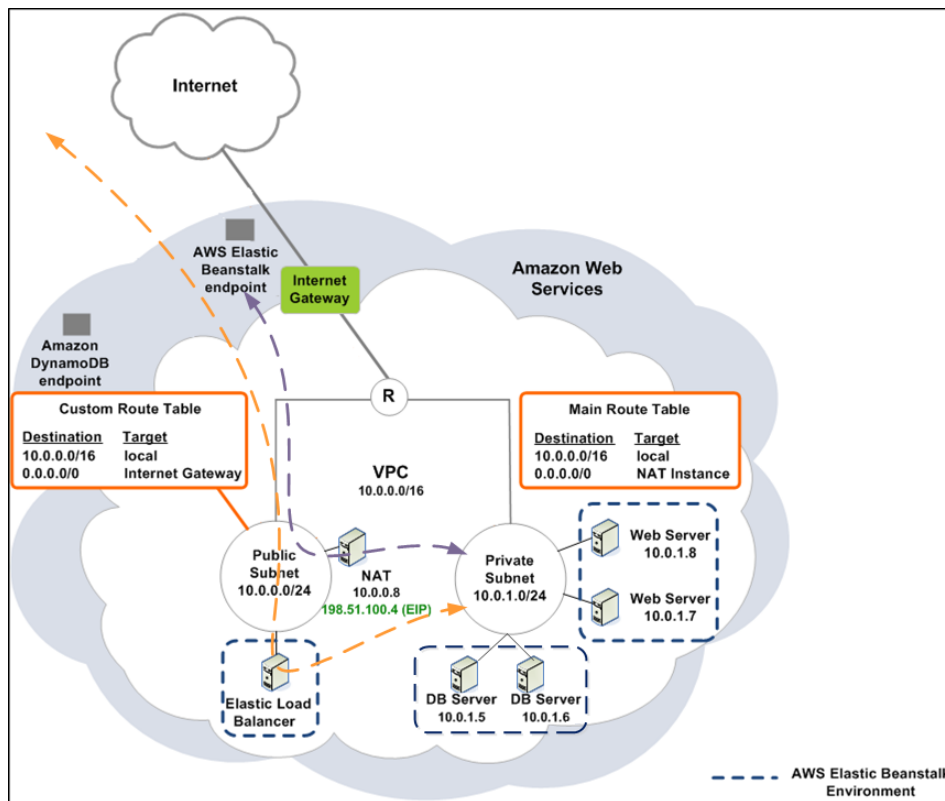 Internet
AWS Elastic
Beanstalk
endpoint
Internet
Gateway
Amazon Web
Services
Amazon
DynamoDB
endpoint
R
Custom Route Table
Destination Target
10.0.0.0/16 local
0.0.0.0/0 Internet Gateway
Main Route Table
Destination Target
10.0.0.0/16 local
0.0.0.0/0 NAT Instance
VPC
10.0.0.0/16
Public
Subnet
10.0.0.0/24
NAT
10.0.0.8
198.51.100.4 (EIP)
Private
Subnet
10.0.1.0/24
Web Server
10.0.1.8
Web Server
10.0.1.7
Elastic Load
Balancer
DB Server
10.0.1.5
DB Server
10.0.1.6
AWS Elastic Beanstalk
Environment